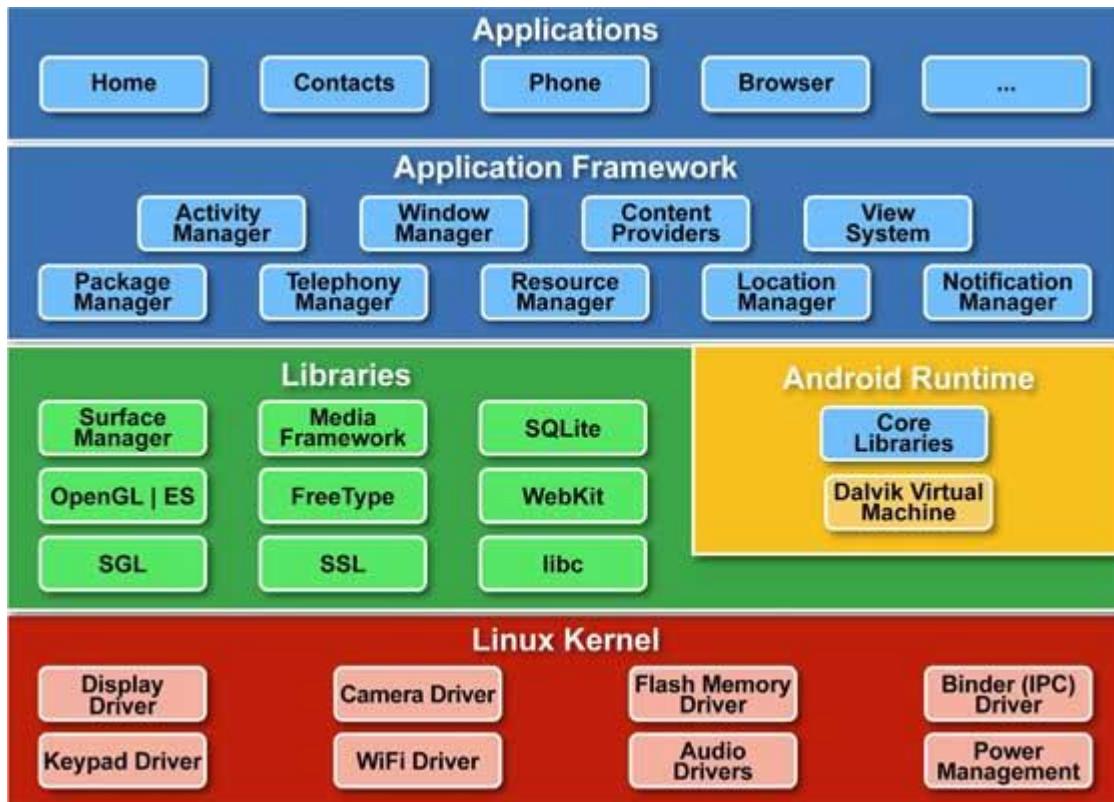 Applications
Home
Contacts
Phone
Browser
...
Application Framework
Activity
Manager
Window
Manager
Content
Providers
View
System
Package
Manager
Telephony
Manager
Resource
Manager
Location
Manager
Notification
Manager
Libraries
Surface
Manager
Media
Framework
SQLite
OpenGL | ES
FreeType
WebKit
SGL
SSL
libc
Android Runtime
Core
Libraries
Dalvik Virtual
Machine
Linux Kernel
Display
Driver
Camera Driver
Flash Memory
Driver
Binder (IPC)
Driver
Keypad Driver
WiFi Driver
Audio
Drivers
Power
Management